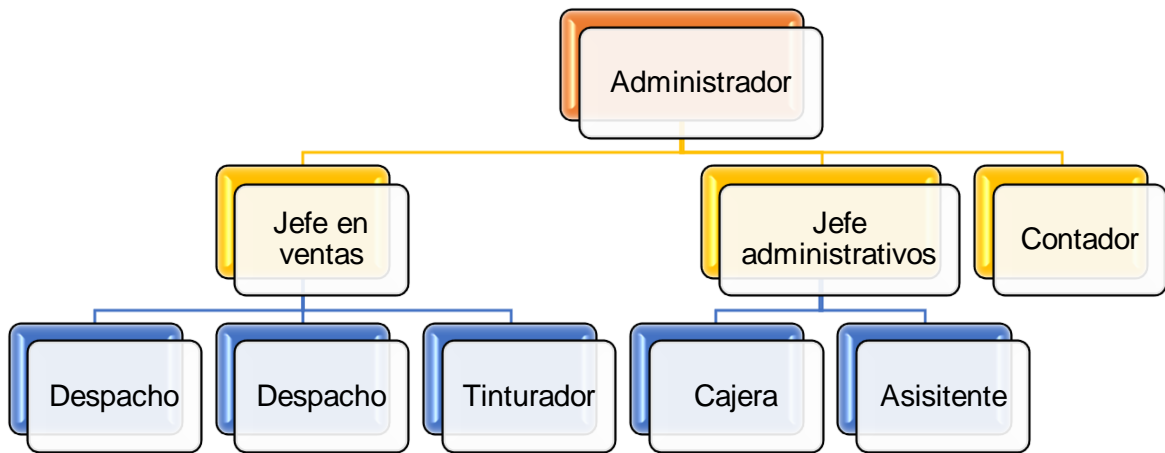 Administrador
Jefe en
ventas
Jefe
administrativos
Contador
Despacho
Despacho
Tinturador
Cajera
Asisitente